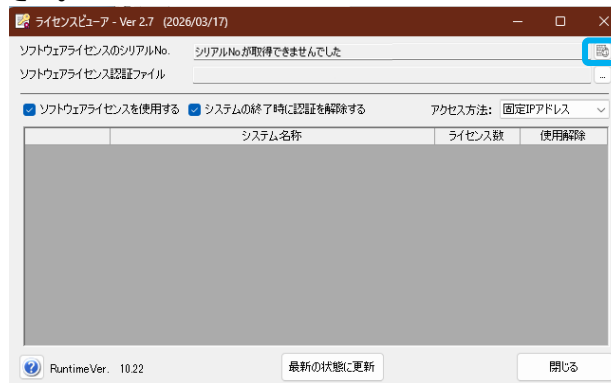 ライセンスビューア - Ver 2.7 (2026/03/17)
ソフトウェアライセンスのシリアルNo. シリアルNoが取得できませんでした
ソフトウェアライセンス認証ファイル ...
ソフトウェアライセンスを使用する システムの終了時に認証を解除する アクセス方法: 固定IPアドレス
システム名称 ライセンス数 使用解除
? RuntimeVer. 10.22 最新の状態に更新 閉じる